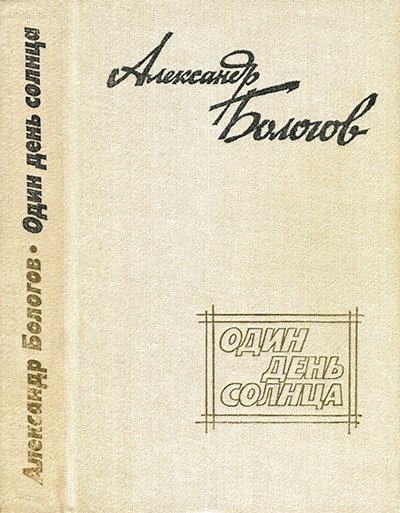 Александр Бологов • Один день солнца
Александр
Бологов
ОДИН
ДЕНЬ
СОЛНЦА